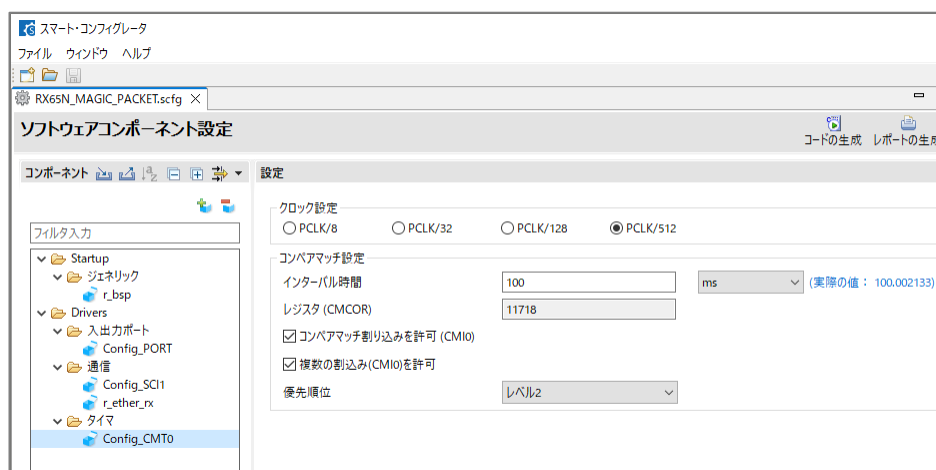 スマート・コンフィグレータ
ファイル ウィンドウ ヘルプ
RX65N_MAGIC_PACKET.scfg
ソフトウェアコンポーネント設定
コードの生成 レポートの生成
コンポーネント
設定
フィルタ入力
Startup
ジェネリック
r_bsp
Drivers
入出力ポート
Config_PORT
通信
Config_SCI1
r_ether_rx
タイマ
Config_CMT0
クロック設定
PCLK/8 PCLK/32 PCLK/128 PCLK/512
コンペアマッチ設定
インターバル時間 100 ms (実際の値： 100.002133)
レジスタ (CMCOR) 11718
コンペアマッチ割り込みを許可 (CMI0)
複数の割込み(CMI0)を許可
優先順位 レベル2